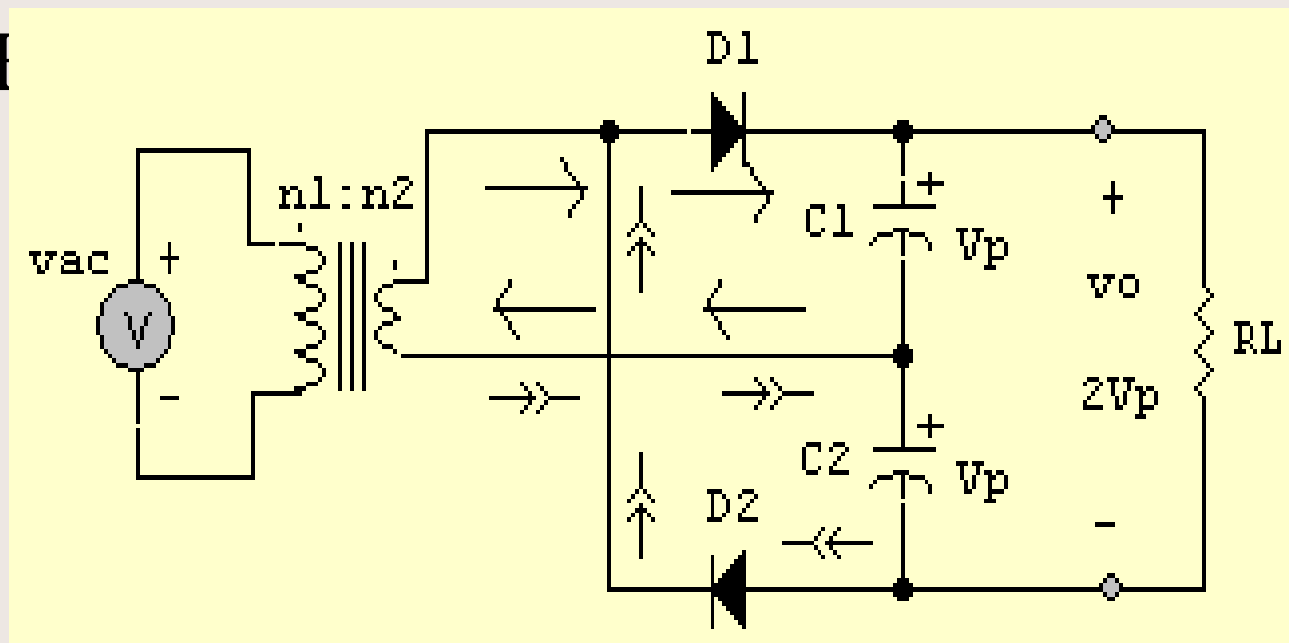 D1
n1:n2
vac
+
V
-
C1
+
Vp
+
vo
2Vp
-
RL
C2
+
Vp
D2